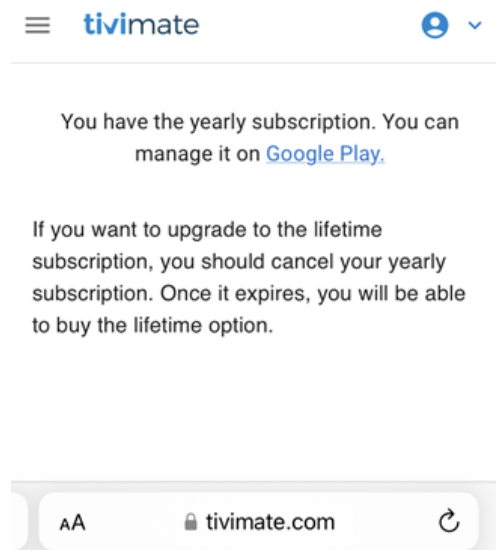 tivimate
You have the yearly subscription. You can
manage it on Google Play.
If you want to upgrade to the lifetime
subscription, you should cancel your yearly
subscription. Once it expires, you will be able
to buy the lifetime option.
AA tivimate.com